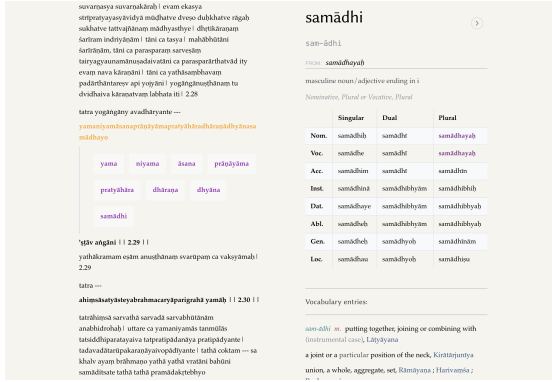 suvarṇasya suvarṇakāraḥ| evam ekasya
strīpratyayasyāvidyā mūḍhatve dveṣo duḥkhatve rāgaḥ
sukhatve tattvajñānaṃ mādhyasthye| dhṛtikāraṇaṃ
śarīram indriyāṇām| tāni ca tasya| mahābhūtāni
śarīrāṇām, tāni ca parasparaṃ sarveṣāṃ
tairyagyaunamānuṣadaivatāni ca parasparārthatvād ity
evaṃ nava kāraṇāni| tāni ca yathāsambhavaṃ
padārthāntareṣv api yojyāni| yogāṅgānuṣṭhānaṃ tu
dvidhaiva kāraṇatvaṃ labhata iti| 2.28
tatra yogāṅgāny avadhāryante ---
yamaniyamāsanaprāṇāyāmapratyāhāradhāraṇādhyānasa
mādhayo
yama
niyama
āsana
prāṇāyāma
pratyāhāra
dhāraṇa
dhyāna
samādhi
'ṣṭāv aṅgāni || 2.29 ||
yathākramam eṣām anuṣṭhānaṃ svarūpaṃ ca vakṣyāmaḥ|
2.29
tatra ---
ahiṃsāsatyāsteyabrahmacaryāparigrahā yamāḥ || 2.30 ||
tatrāhiṃsā sarvathā sarvadā sarvabhūtānām
anabhidrohaḥ| uttare ca yamaniyamās tanmūlās
tatsiddhiparatayaiva tatpratipādanāya pratipādyante|
tadavadātarūpakaraṇāyaivopādīyante| tathā coktam --- sa
khalv ayaṃ brāhmaṇo yathā yathā vratāni bahūni
samāditsate tathā tathā pramādakṛtebhyo
samādhi
sam-ādhi
FROM: samādhayaḥ
masculine noun/adjective ending in i
Nominative, Plural or Vocative, Plural
Singular Dual Plural
Nom. samādhiḥ samādhī samādhayaḥ
Voc. samādhe samādhī samādhayaḥ
Acc. samādhim samādhī samādhīn
Inst. samādhinā samādhibhyām samādhibhiḥ
Dat. samādhaye samādhibhyām samādhibhyaḥ
Abl. samādheḥ samādhibhyām samādhibhyaḥ
Gen. samādheḥ samādhyoḥ samādhīnām
Loc. samādhau samādhyoḥ samādhiṣu
Vocabulary entries:
sam-ādhi m. putting together, joining or combining with
(instrumental case), Lāṭyāyana
a joint or a particular position of the neck, Kirātārjunīya
union, a whole, aggregate, set, Rāmāyaṇa ; Harivaṃśa ;